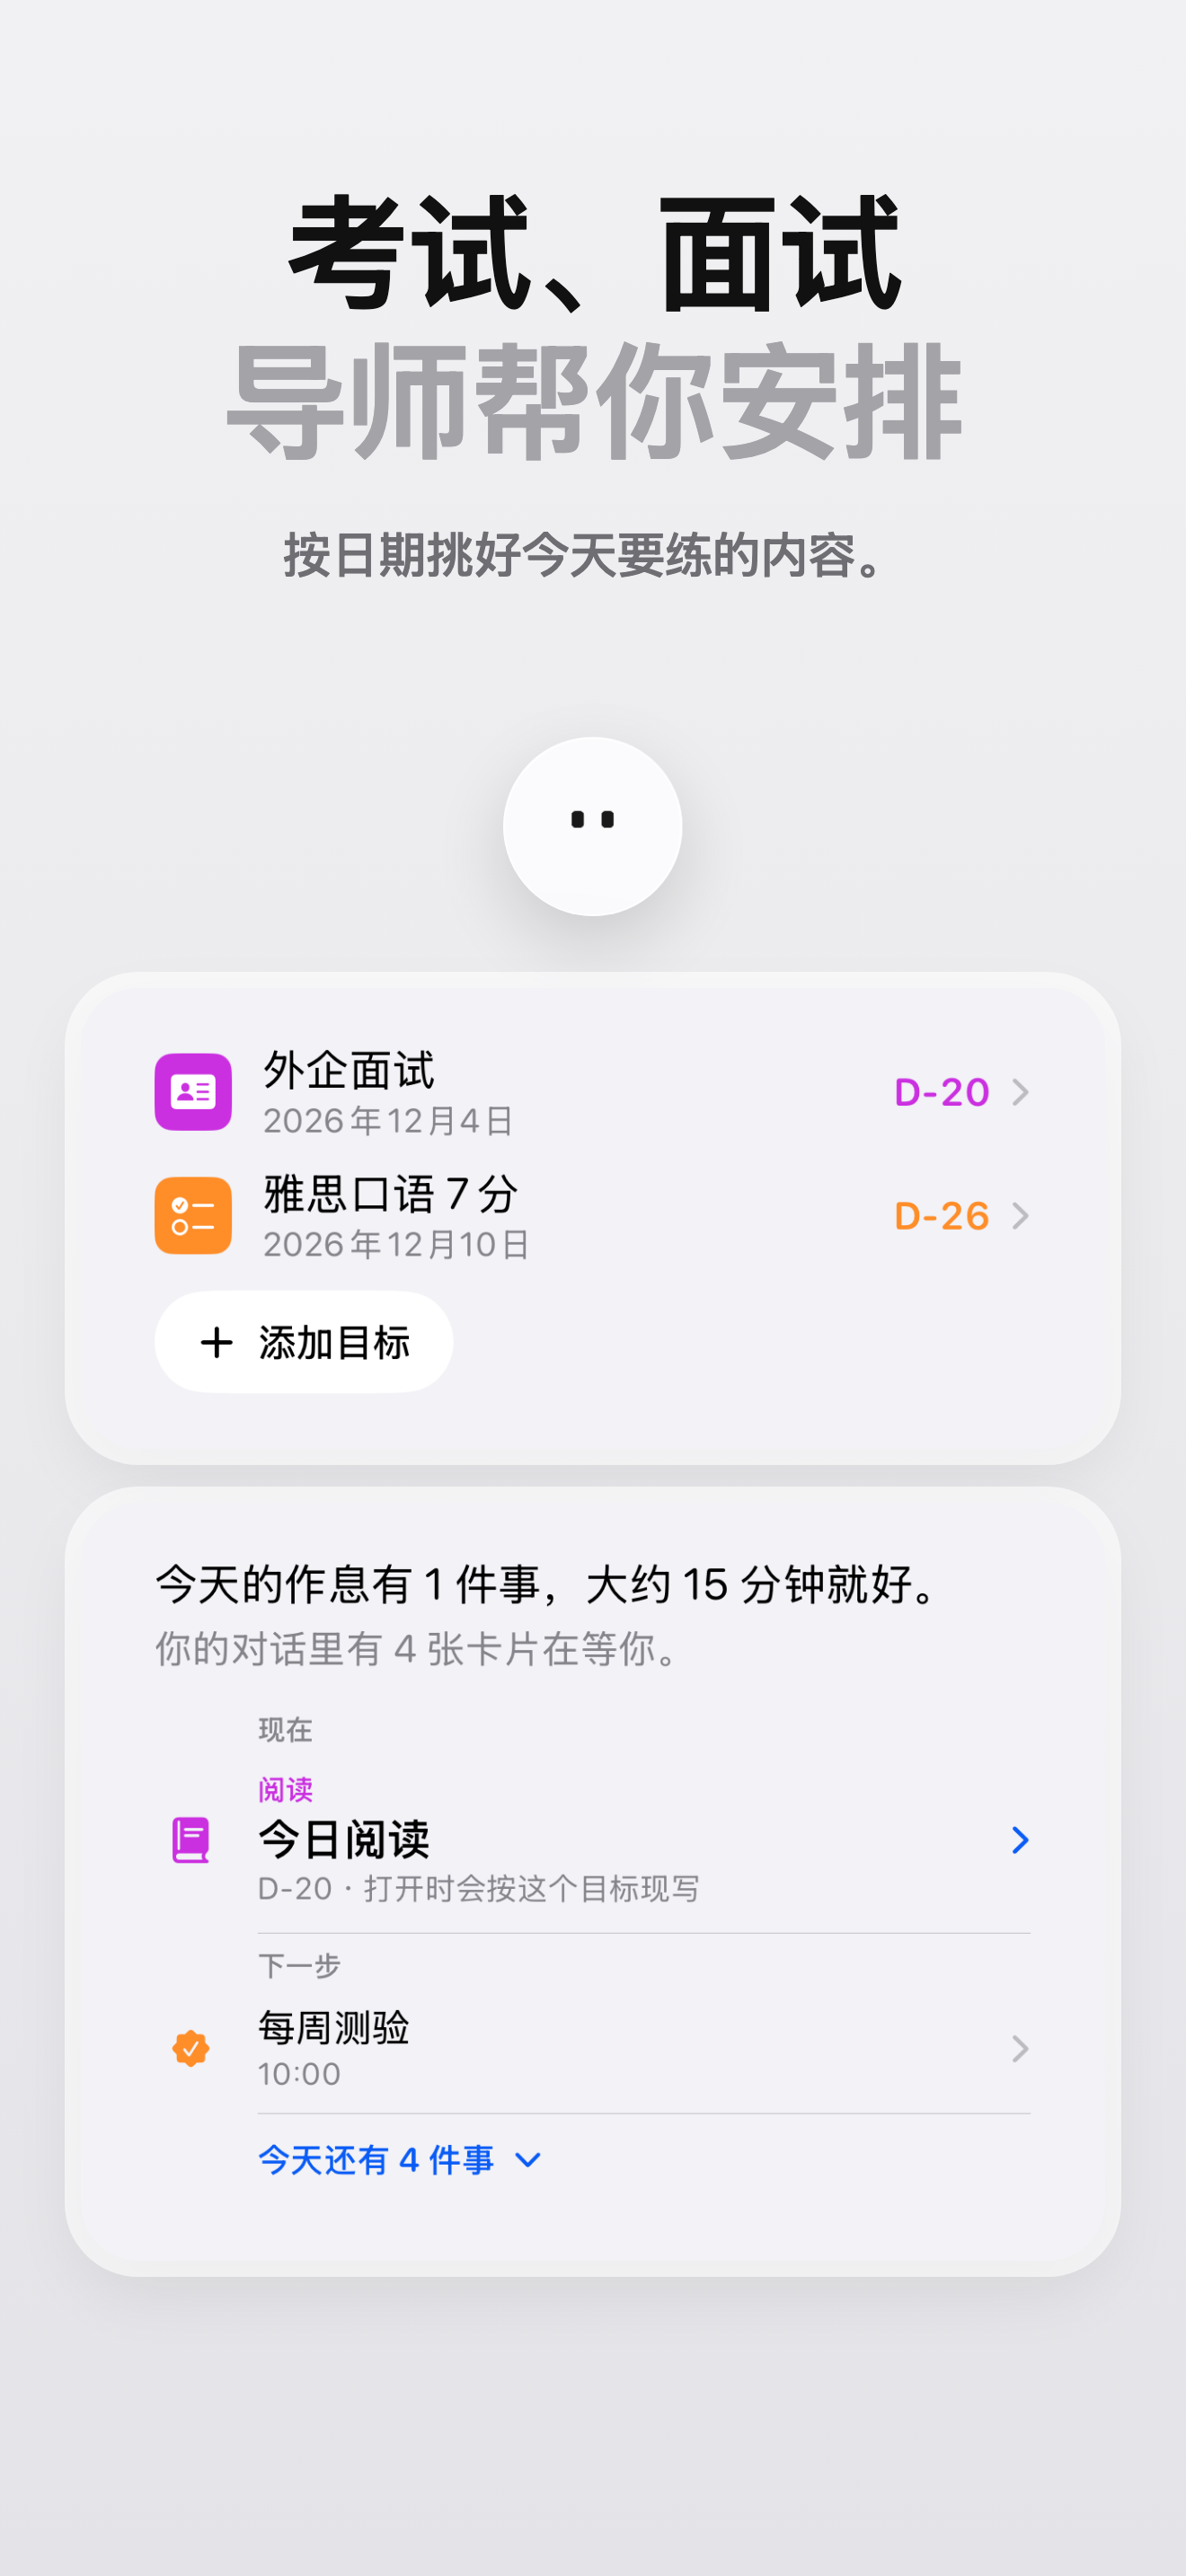 考试、面试
导师帮你安排
按日期挑好今天要练的内容。
外企面试
2026年12月4日
D-20
雅思口语 7 分
2026年12月10日
D-26
添加目标
今天的作息有 1 件事，大约 15 分钟就好。
你的对话里有 4 张卡片在等你。
现在
阅读
今日阅读
D-20 · 打开时会按这个目标现写
下一步
每周测验
10:00
今天还有 4 件事